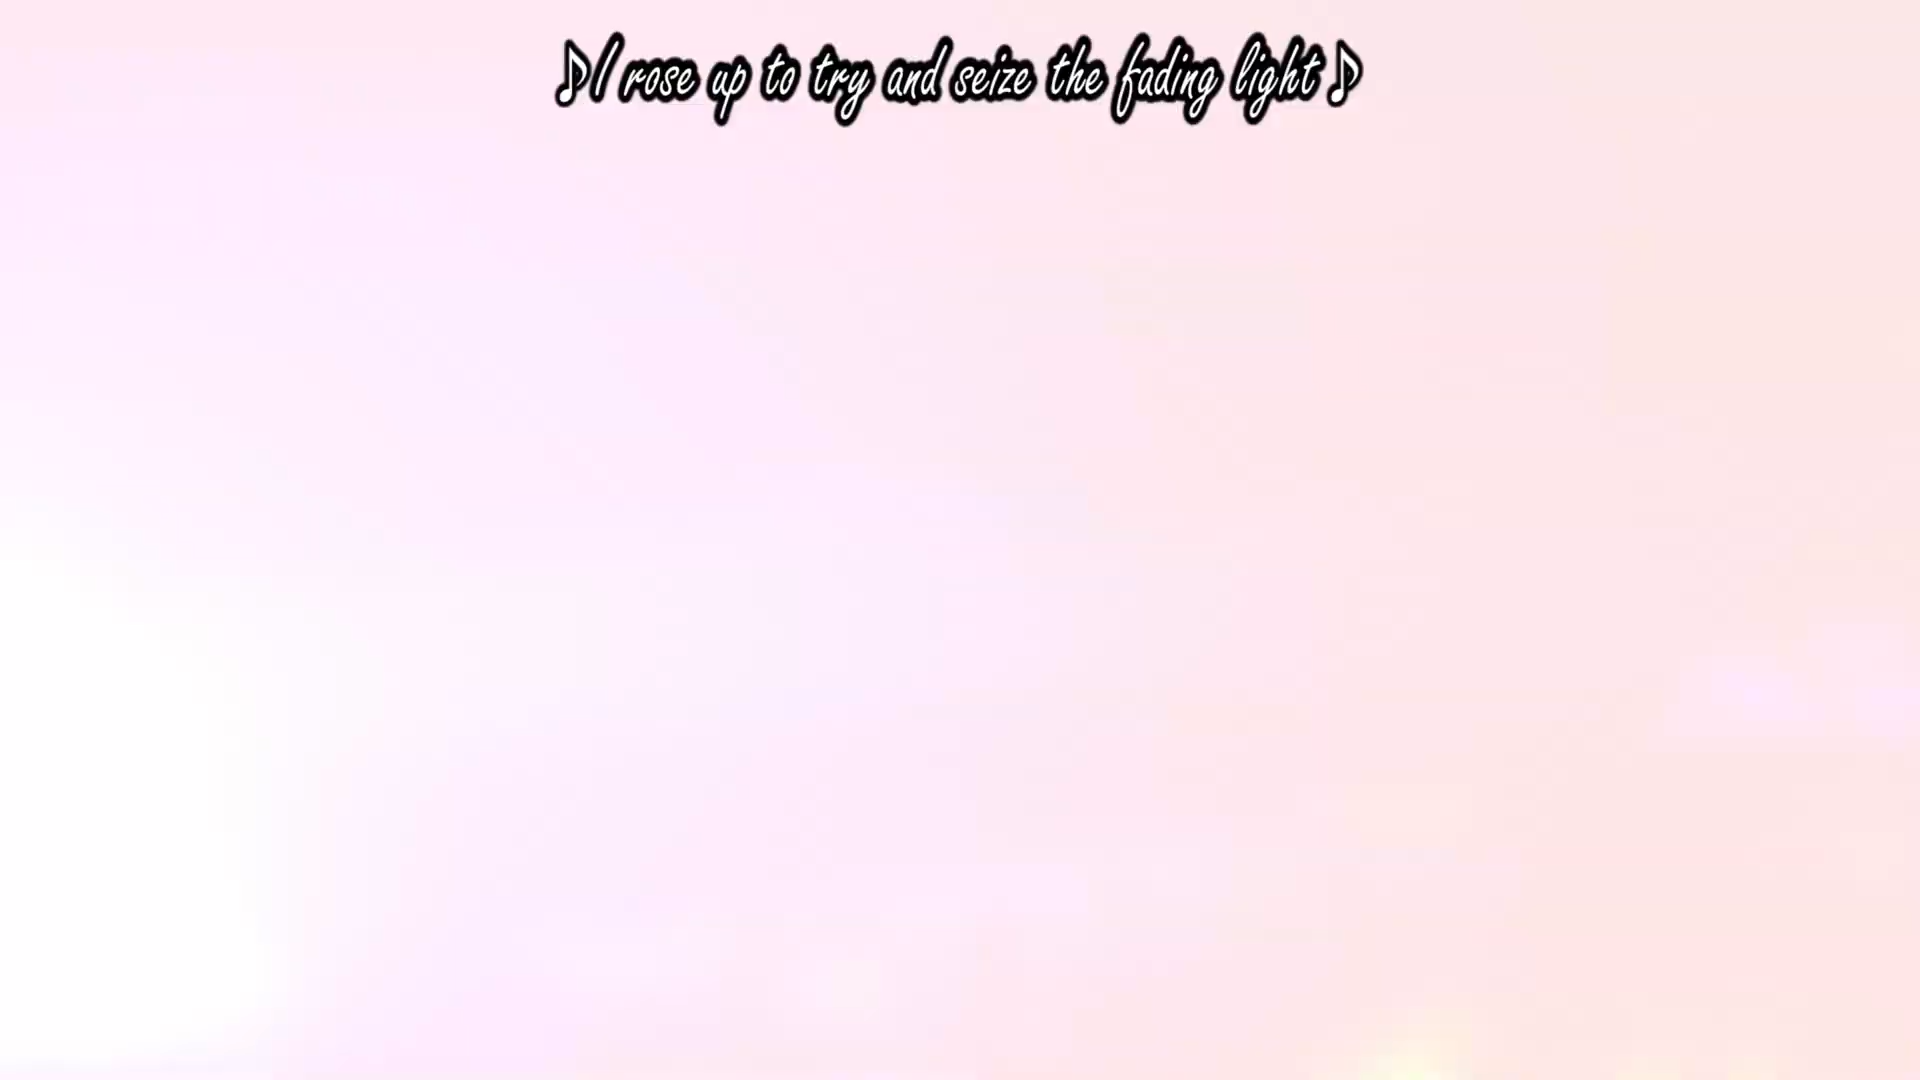 ♪I rose up to try and seize the fading light♪